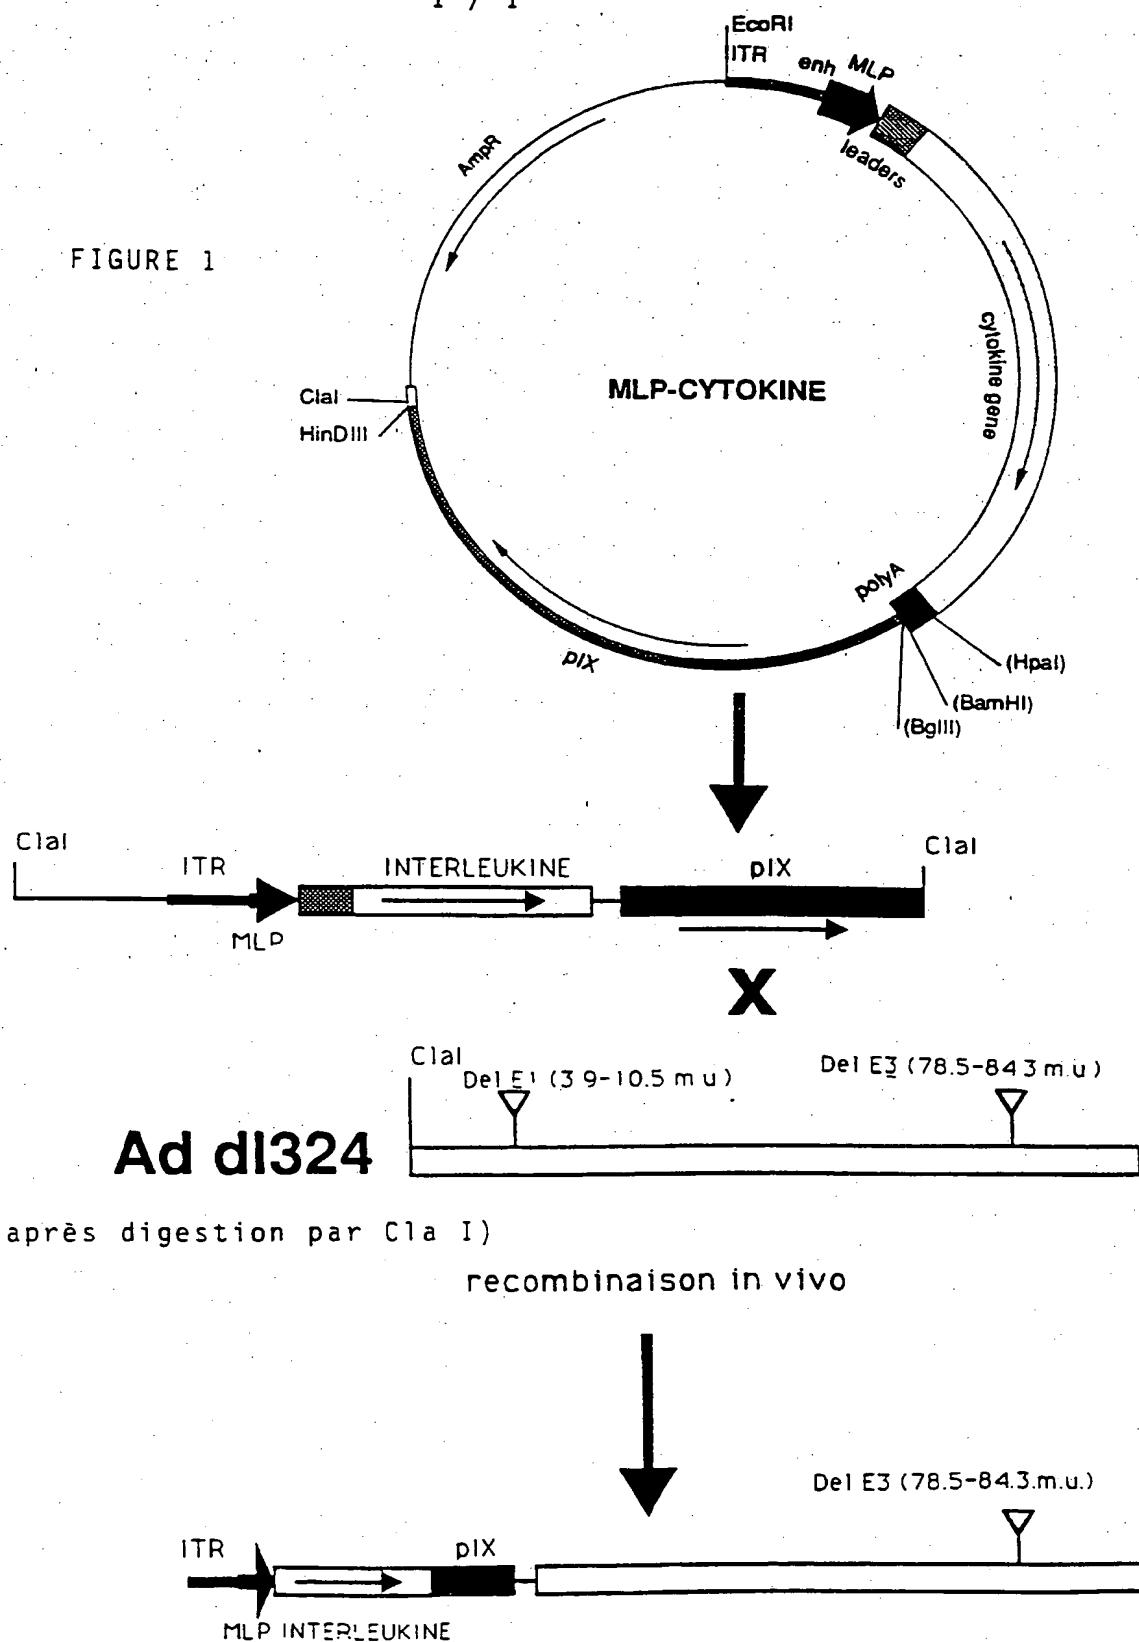 1 / 1
EcoRI
ITR
enh MLP
leaders
AmpR
FIGURE 1
cytokine gene
ClaI
MLP-CYTOKINE
HinDIII
polyA
pIX
(HpaI)
(BamHI)
(BglII)
ClaI
ITR
INTERLEUKINE
pIX
ClaI
MLP
X
ClaI
Del E1 (3 9-10.5 m u)
Del E3 (78.5-84 3 m.u)
Ad dl324
après digestion par Cla I)
recombinaison in vivo
Del E3 (78.5-84.3.m.u.)
ITR
pIX
MLP INTERLEUKINE